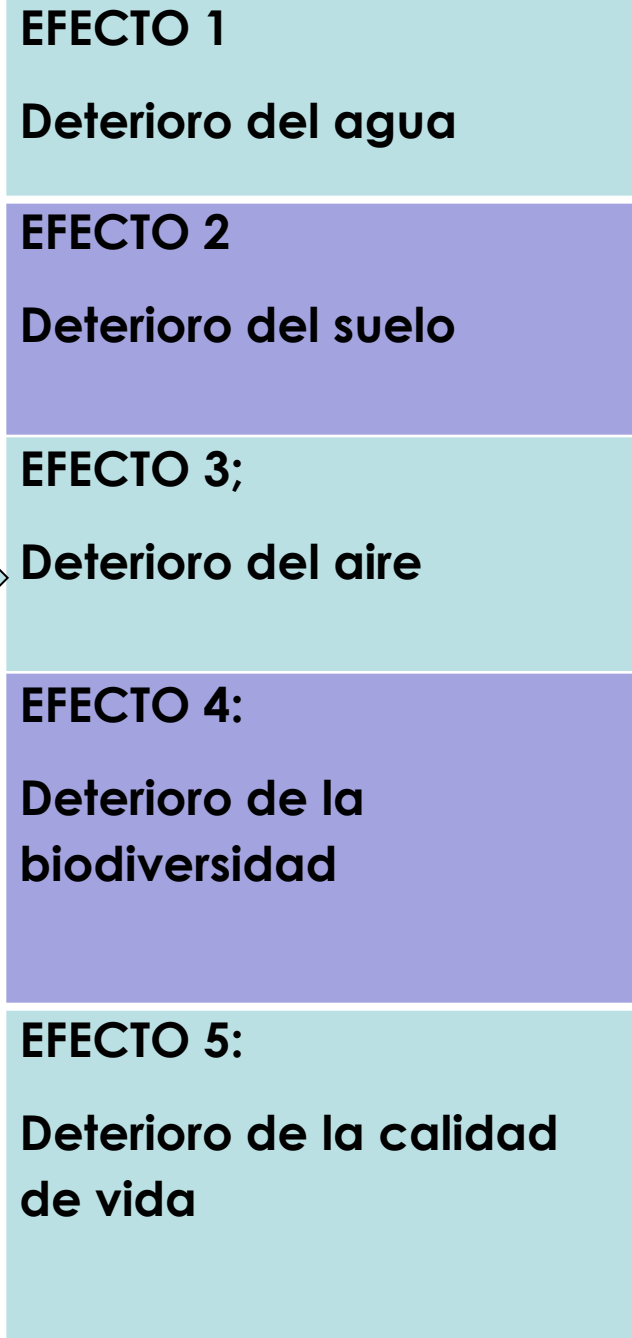 EFECTO 1
Deterioro del agua
EFECTO 2
Deterioro del suelo
EFECTO 3;
Deterioro del aire
EFECTO 4:
Deterioro de la
biodiversidad
EFECTO 5:
Deterioro de la calidad
de vida